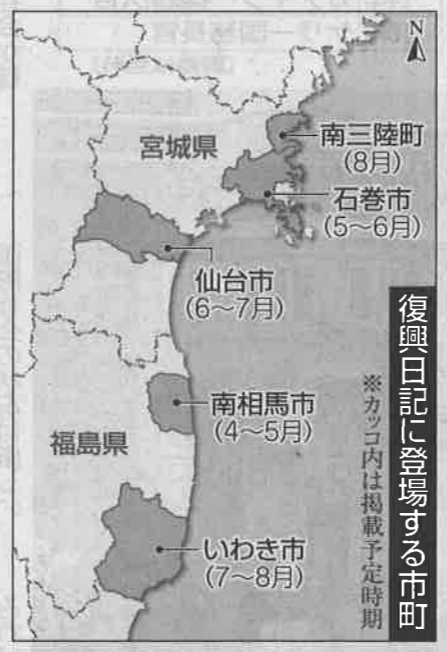 復興日記に登場する市町
※カッコ内は掲載予定時期
N
宮城県
南三陸町
(8月)
石巻市
(5〜6月)
仙台市
(6〜7月)
南相馬市
(4〜5月)
福島県
いわき市
(7〜8月)